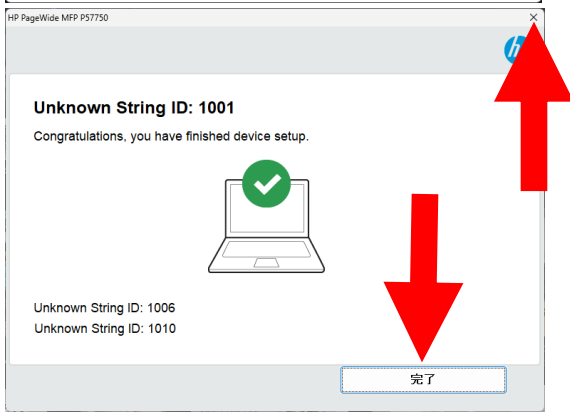 HP PageWide MFP P57750
Unknown String ID: 1001
Congratulations, you have finished device setup.
Unknown String ID: 1006
Unknown String ID: 1010
完了